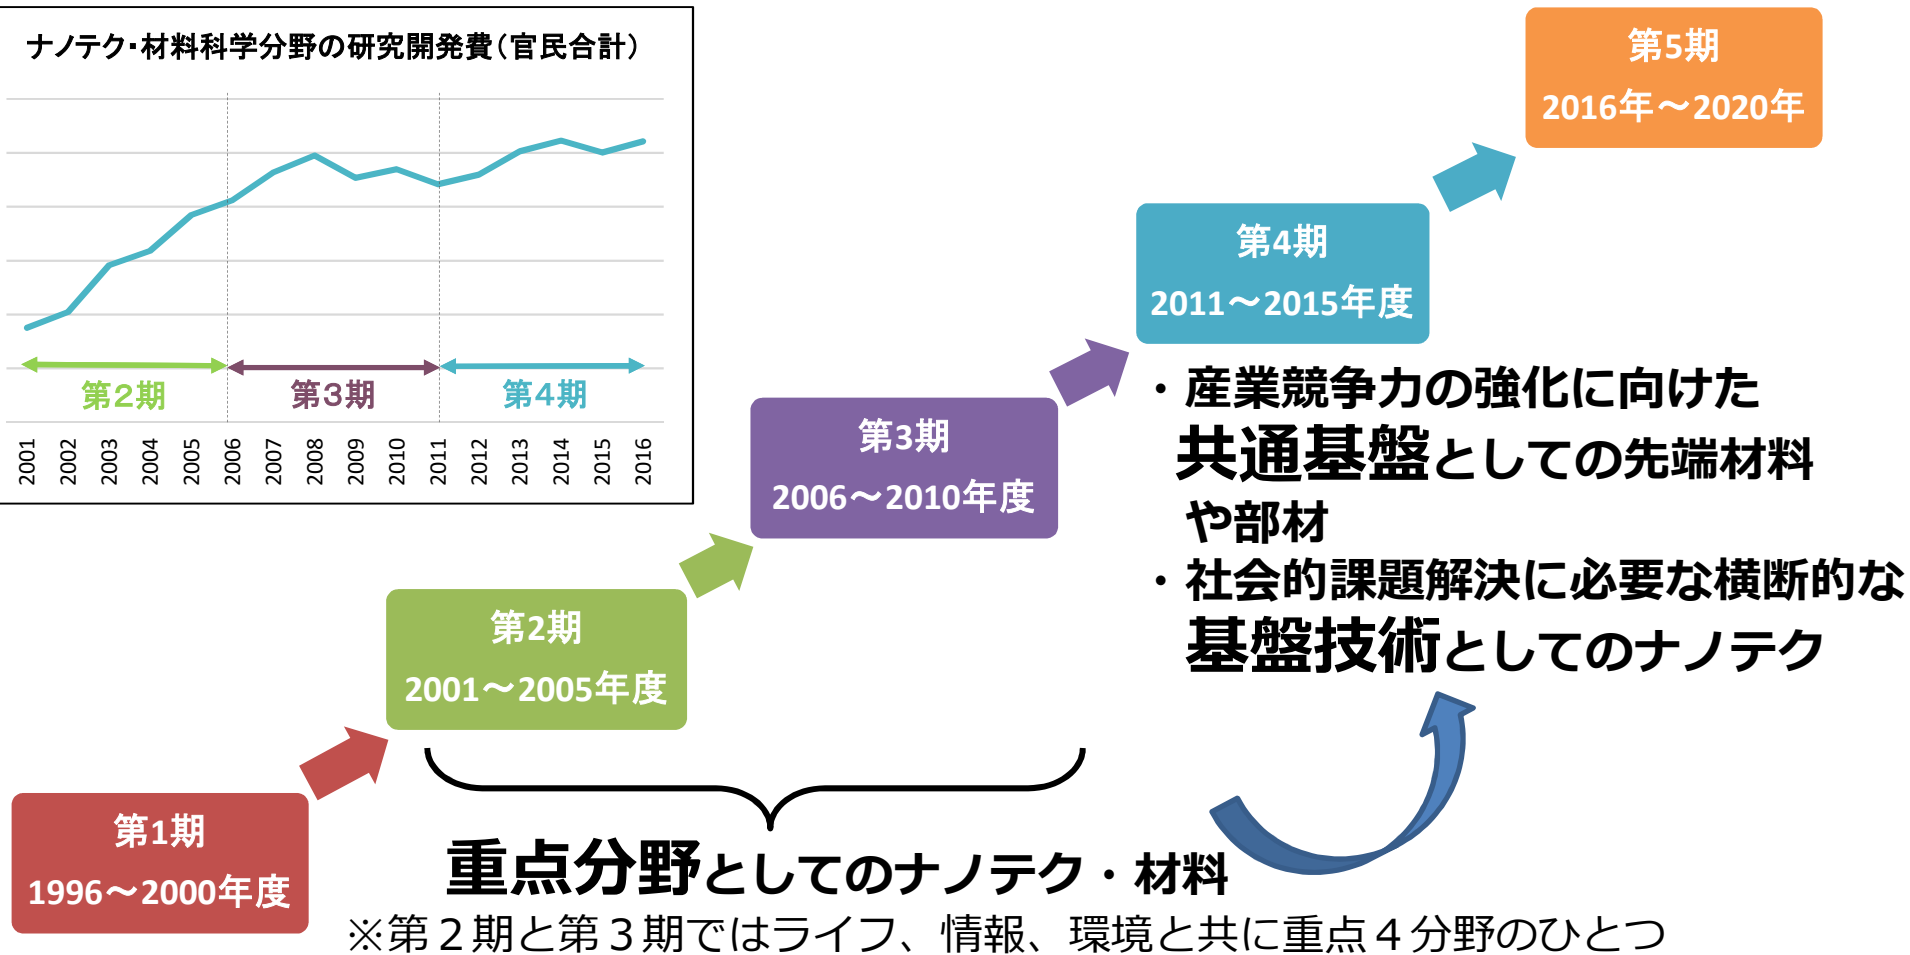 ナノテク・材料科学分野の研究開発費（官民合計）
第２期
第３期
第４期
2001
2002
2003
2004
2005
2006
2007
2008
2009
2010
2011
2012
2013
2014
2015
2016
第5期
2016年～2020年
第4期
2011～2015年度
・産業競争力の強化に向けた
共通基盤としての先端材料
や部材
・社会的課題解決に必要な横断的な
基盤技術としてのナノテク
第3期
2006～2010年度
第2期
2001～2005年度
第1期
1996～2000年度
重点分野としてのナノテク・材料
※第２期と第３期ではライフ、情報、環境と共に重点４分野のひとつ